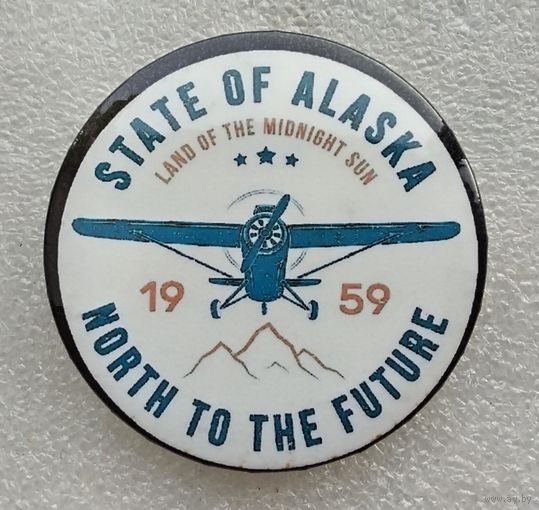 STATE OF ALASKA
LAND OF THE MIDNIGHT SUN
19 59
NORTH TO THE FUTURE
www.ay.by